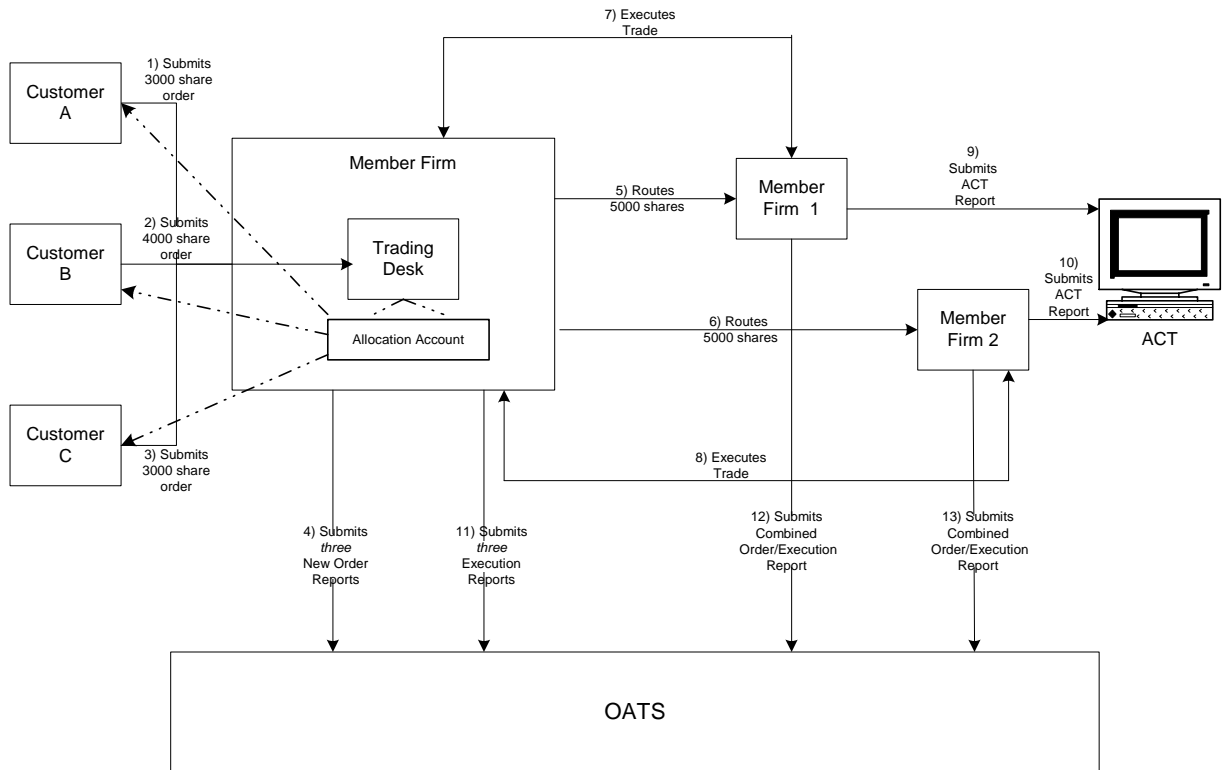 7) Executes
Trade
1) Submits
3000 share
order
Customer
A
Member Firm
9)
Submits
ACT
Report
Member
Firm 1
5) Routes
5000 shares
2) Submits
4000 share
order
Customer
B
Trading
Desk
10)
Submits
ACT
Report
Member
Firm 2
6) Routes
5000 shares
Allocation Account
ACT
Customer
C
3) Submits
3000 share
order
8) Executes
Trade
4) Submits
three
New Order
Reports
11) Submits
three
Execution
Reports
12) Submits
Combined
Order/Execution
Report
13) Submits
Combined
Order/Execution
Report
OATS